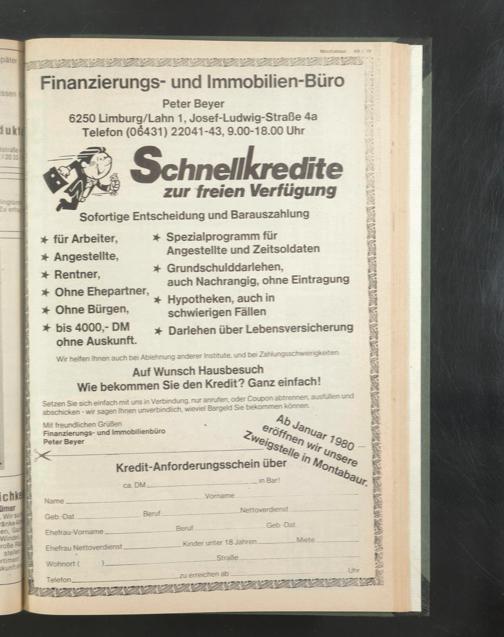 Finanzierungs- und Immobilien-Büro
Peter Beyer
6250 Limburg/Lahn 1, Josef-Ludwig-Straße 4a
Telefon (06431) 22041-43, 9.00-18.00 Uhr
Schnellkredite
zur freien Verfügung
Sofortige Entscheidung und Barauszahlung
★ für Arbeiter,
★ Angestellte,
★ Rentner,
★ Ohne Ehepartner,
★ Ohne Bürgen,
★ bis 4000,- DM
ohne Auskunft.
★ Spezialprogramm für
Angestellte und Zeitsoldaten
★ Grundschulddarlehen,
auch Nachrangig, ohne Eintragung
★ Hypotheken, auch in
schwierigen Fällen
★ Darlehen über Lebensversicherung
Wir helfen Ihnen auch bei Ablehnung anderer Institute, und bei Zahlungsschwierigkeiten
Auf Wunsch Hausbesuch
Wie bekommen Sie den Kredit? Ganz einfach!
Setzen Sie sich einfach mit uns in Verbindung, nur anrufen, oder Coupon abtrennen, ausfüllen und
abschicken - wir sagen Ihnen unverbindlich, wieviel Bargeld Sie bekommen können.
Mit freundlichen Grüßen
Finanzierungs- und Immobilienbüro
Peter Beyer
Ab Januar 1980
eröffnen wir unsere
Zweigstelle in Montabaur.
Kredit-Anforderungsschein über
ca. DM in Bar!
Name Vorname
Geb.-Dat. Beruf Nettoverdienst
Ehefrau-Vorname Beruf Geb.-Dat.
Ehefrau Nettoverdienst Kinder unter 18 Jahren Miete
Wohnort ( ) Straße
Telefon zu erreichen ab Uhr